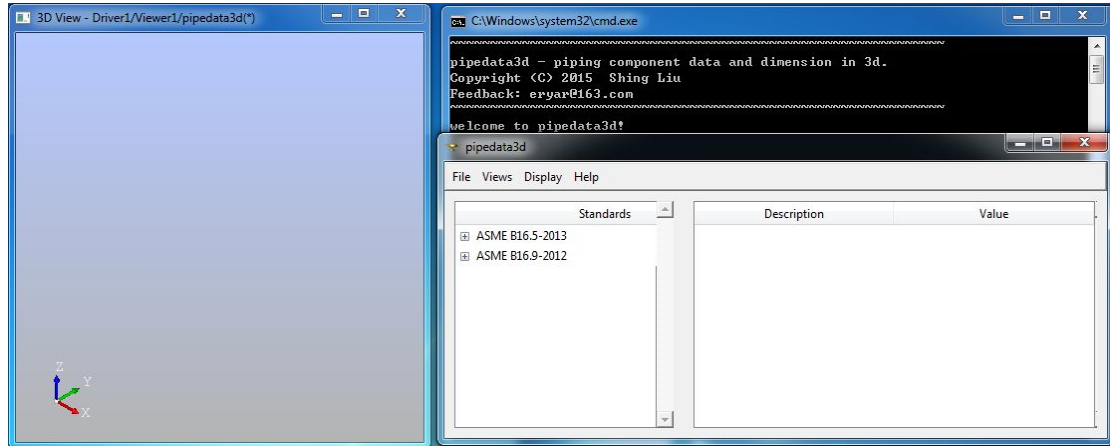 3D View - Driver1/Viewer1/pipedata3d(*)
Z
Y
X
C:\Windows\system32\cmd.exe
~~~~~~~~~~~~~~~~~~~~~~~~~~~~~~~~~~~~~~~~~~~~~~~~~~~~~~~~~~~~~~~~~~~~~~
pipedata3d - piping component data and dimension in 3d.
Copyright (C) 2015  Shing Liu
Feedback: eryar@163.com
~~~~~~~~~~~~~~~~~~~~~~~~~~~~~~~~~~~~~~~~~~~~~~~~~~~~~~~~~~~~~~~~~~~~~~
welcome to pipedata3d!
pipedata3d
File Views Display Help
Standards
ASME B16.5-2013
ASME B16.9-2012
Description Value